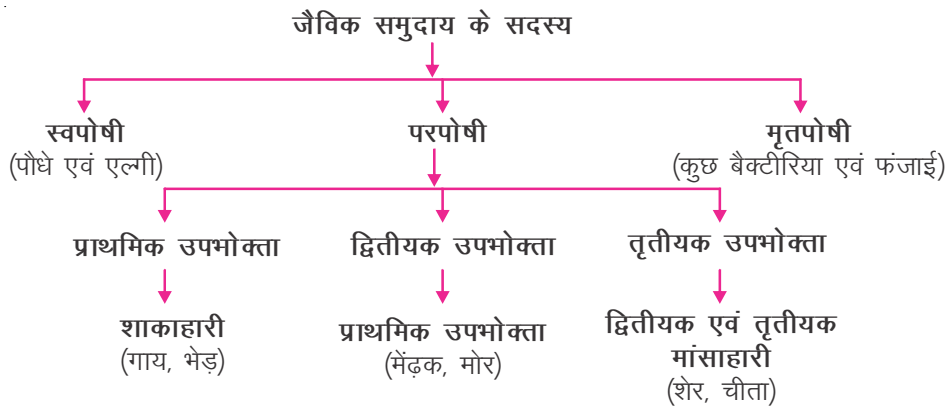 जैविक समुदाय के सदस्य
स्वपोषी
(पौधे एवं एल्गी)
परपोषी
मृतपोषी
(कुछ बैक्टीरिया एवं फंजाई)
प्राथमिक उपभोक्ता
द्वितीयक उपभोक्ता
तृतीयक उपभोक्ता
शाकाहारी
(गाय, भेड़)
प्राथमिक उपभोक्ता
(मेंढ़क, मोर)
द्वितीयक एवं तृतीयक
मांसाहारी
(शेर, चीता)